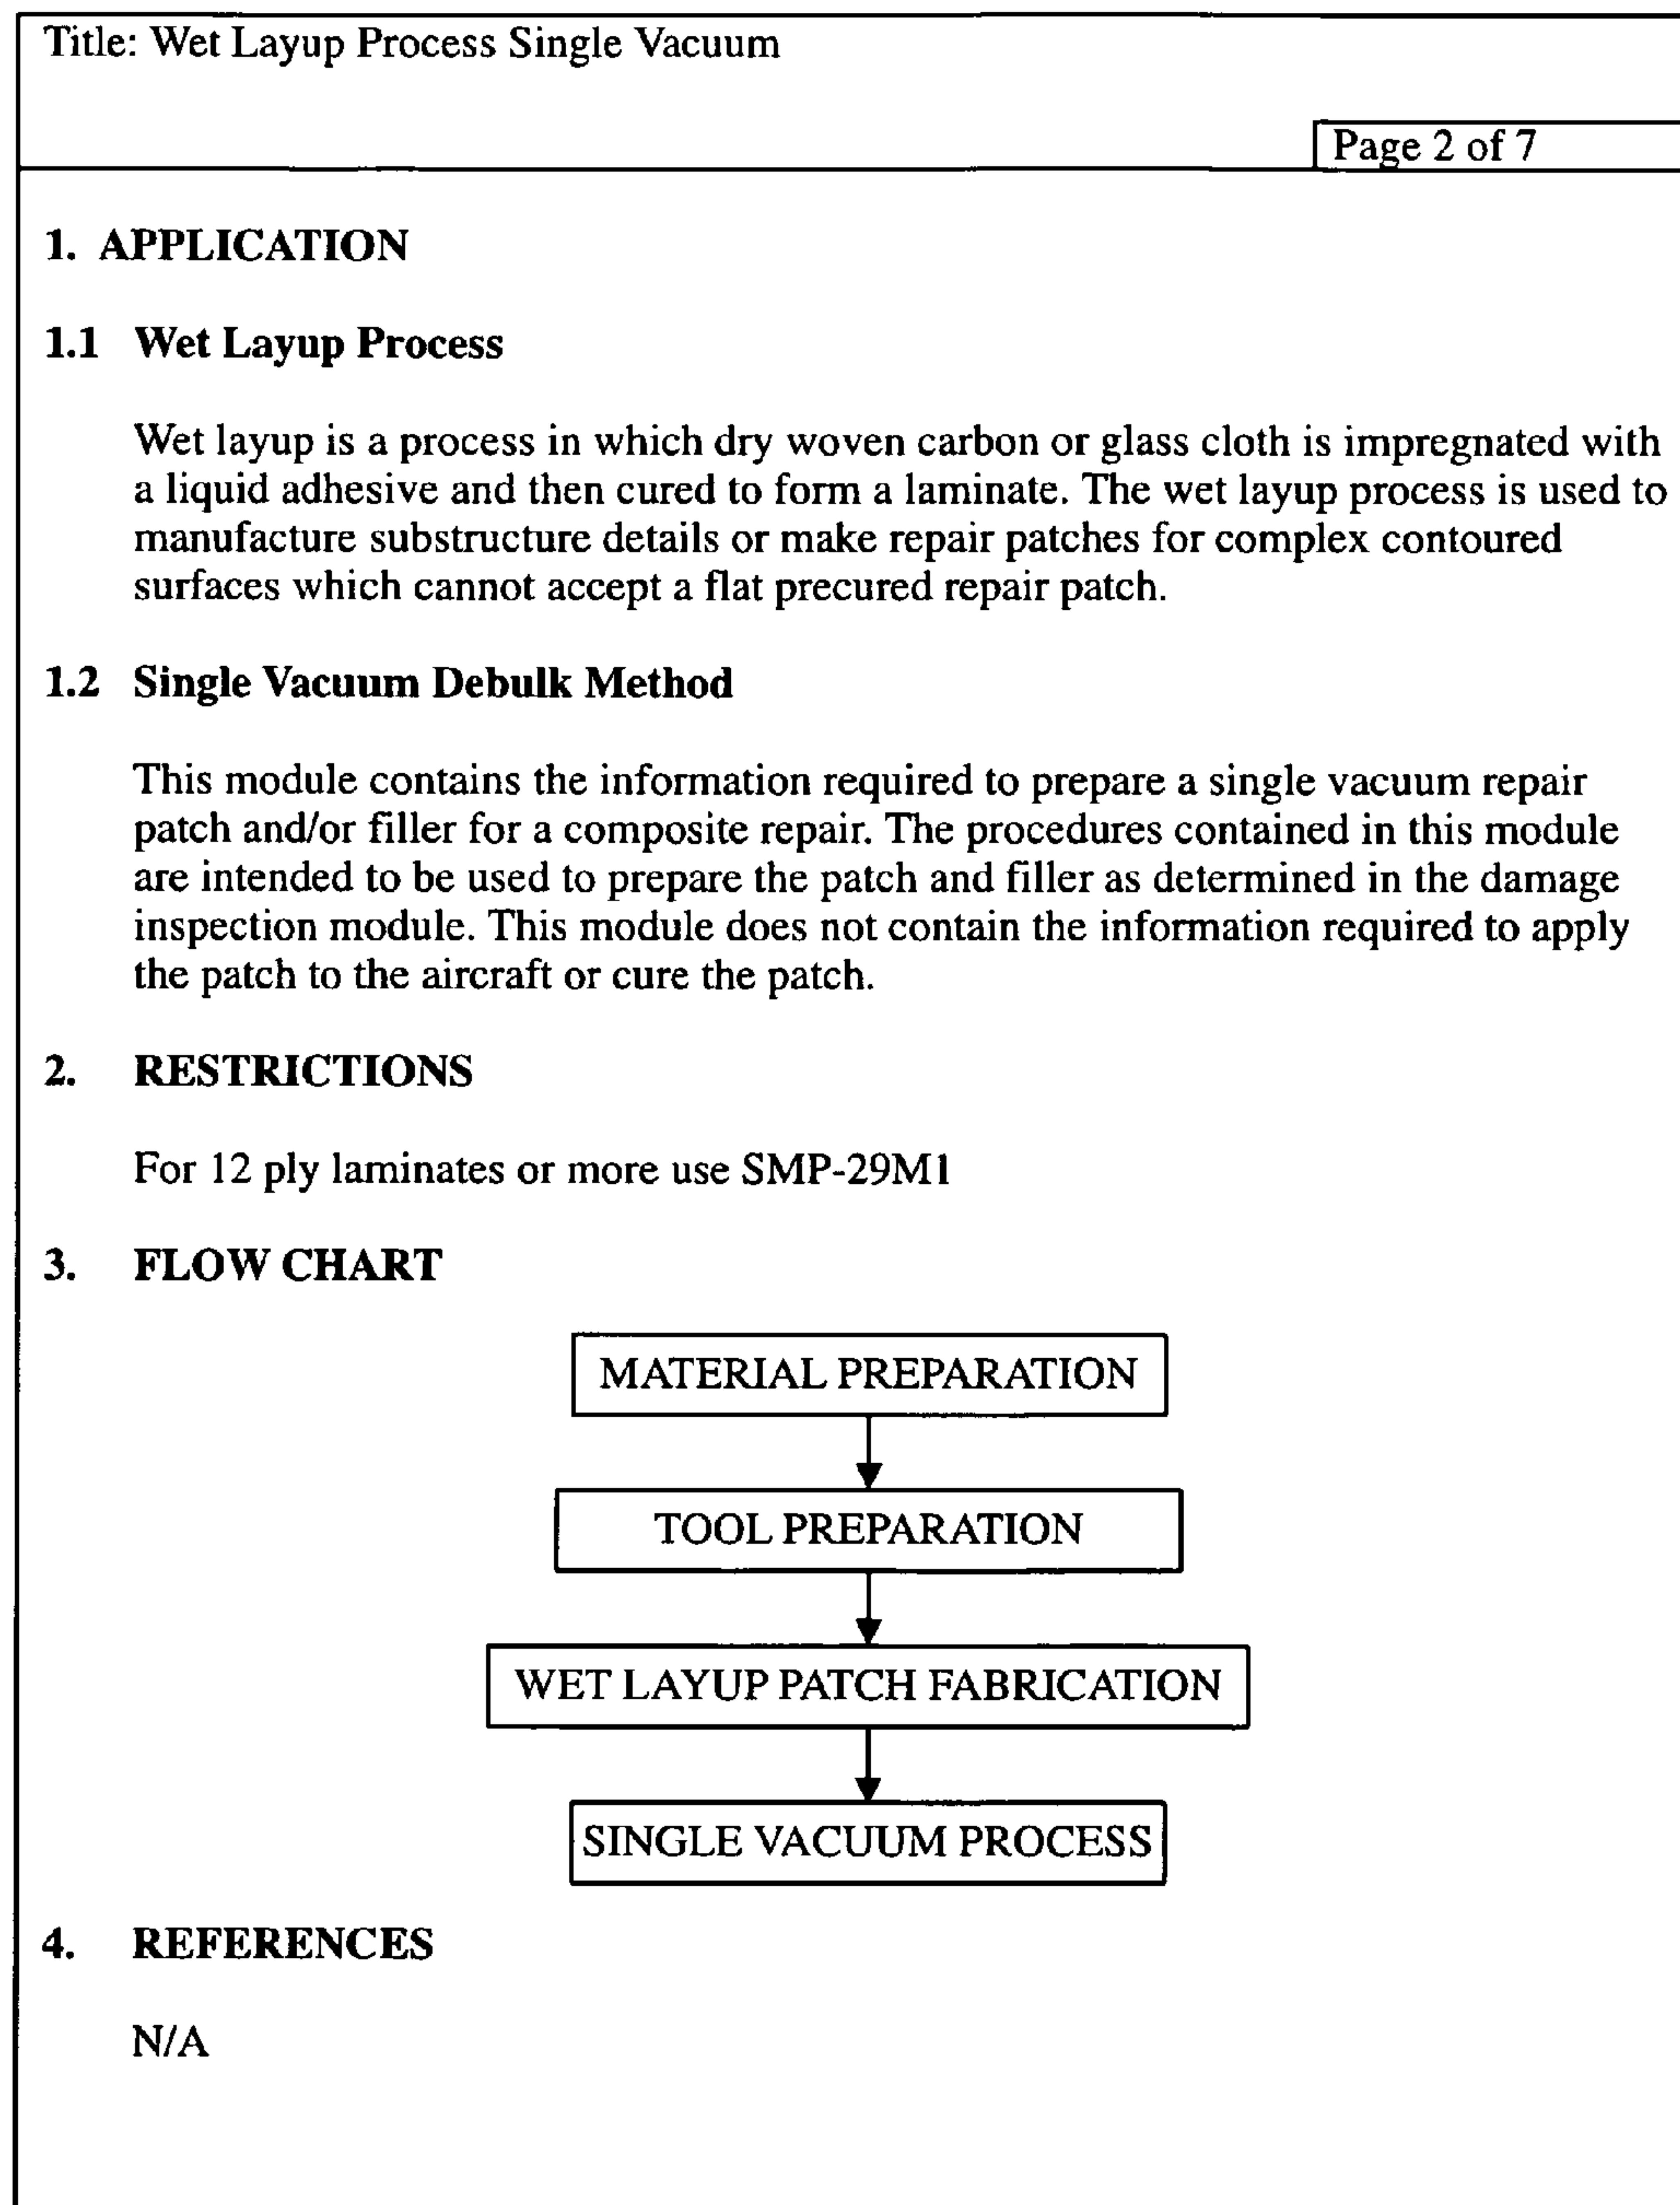 Title: Wet Layup Process Single Vacuum
Page 2 of 7
1. APPLICATION
1.1 Wet Layup Process
Wet layup is a process in which dry woven carbon or glass cloth is impregnated with
a liquid adhesive and then cured to form a laminate. The wet layup process is used to
manufacture substructure details or make repair patches for complex contoured
surfaces which cannot accept a flat precured repair patch.
1.2 Single Vacuum Debulk Method
This module contains the information required to prepare a single vacuum repair
patch and/or filler for a composite repair. The procedures contained in this module
are intended to be used to prepare the patch and filler as determined in the damage
inspection module. This module does not contain the information required to apply
the patch to the aircraft or cure the patch.
2. RESTRICTIONS
For 12 ply laminates or more use SMP-29M1
3. FLOW CHART
MATERIAL PREPARATION
TOOL PREPARATION
WET LAYUP PATCH FABRICATION
SINGLE VACUUM PROCESS
4. REFERENCES
N/A